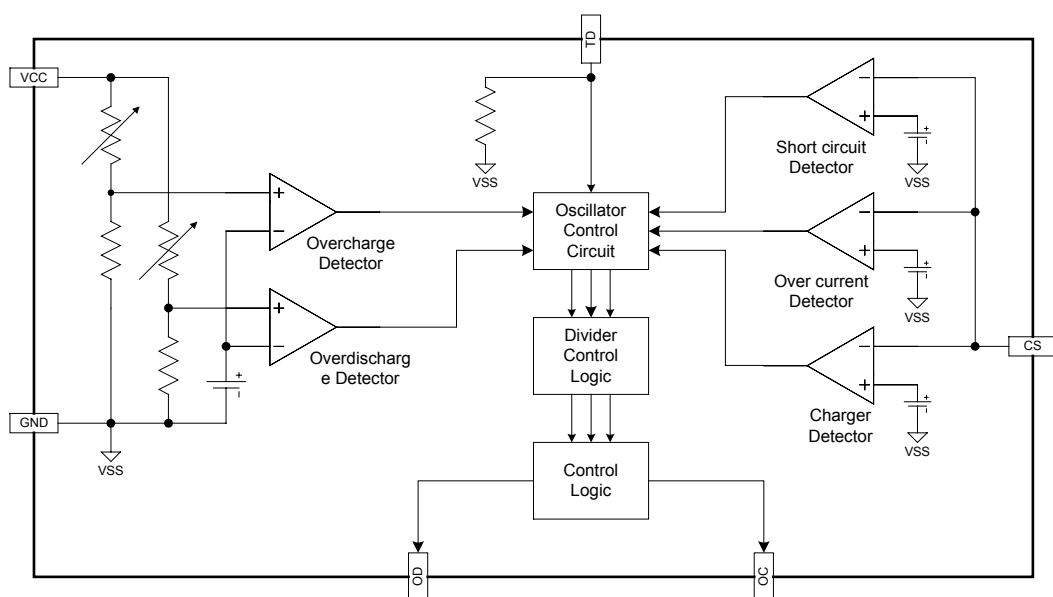 TD
VCC
Short circuit
Detector
VSS
VSS
Oscillator
Control
Circuit
Overcharge
Detector
Over current
Detector
VSS
Overdischarg
e Detector
Divider
Control
Logic
CS
Charger
Detector
VSS
GND
VSS
Control
Logic
OD
OC